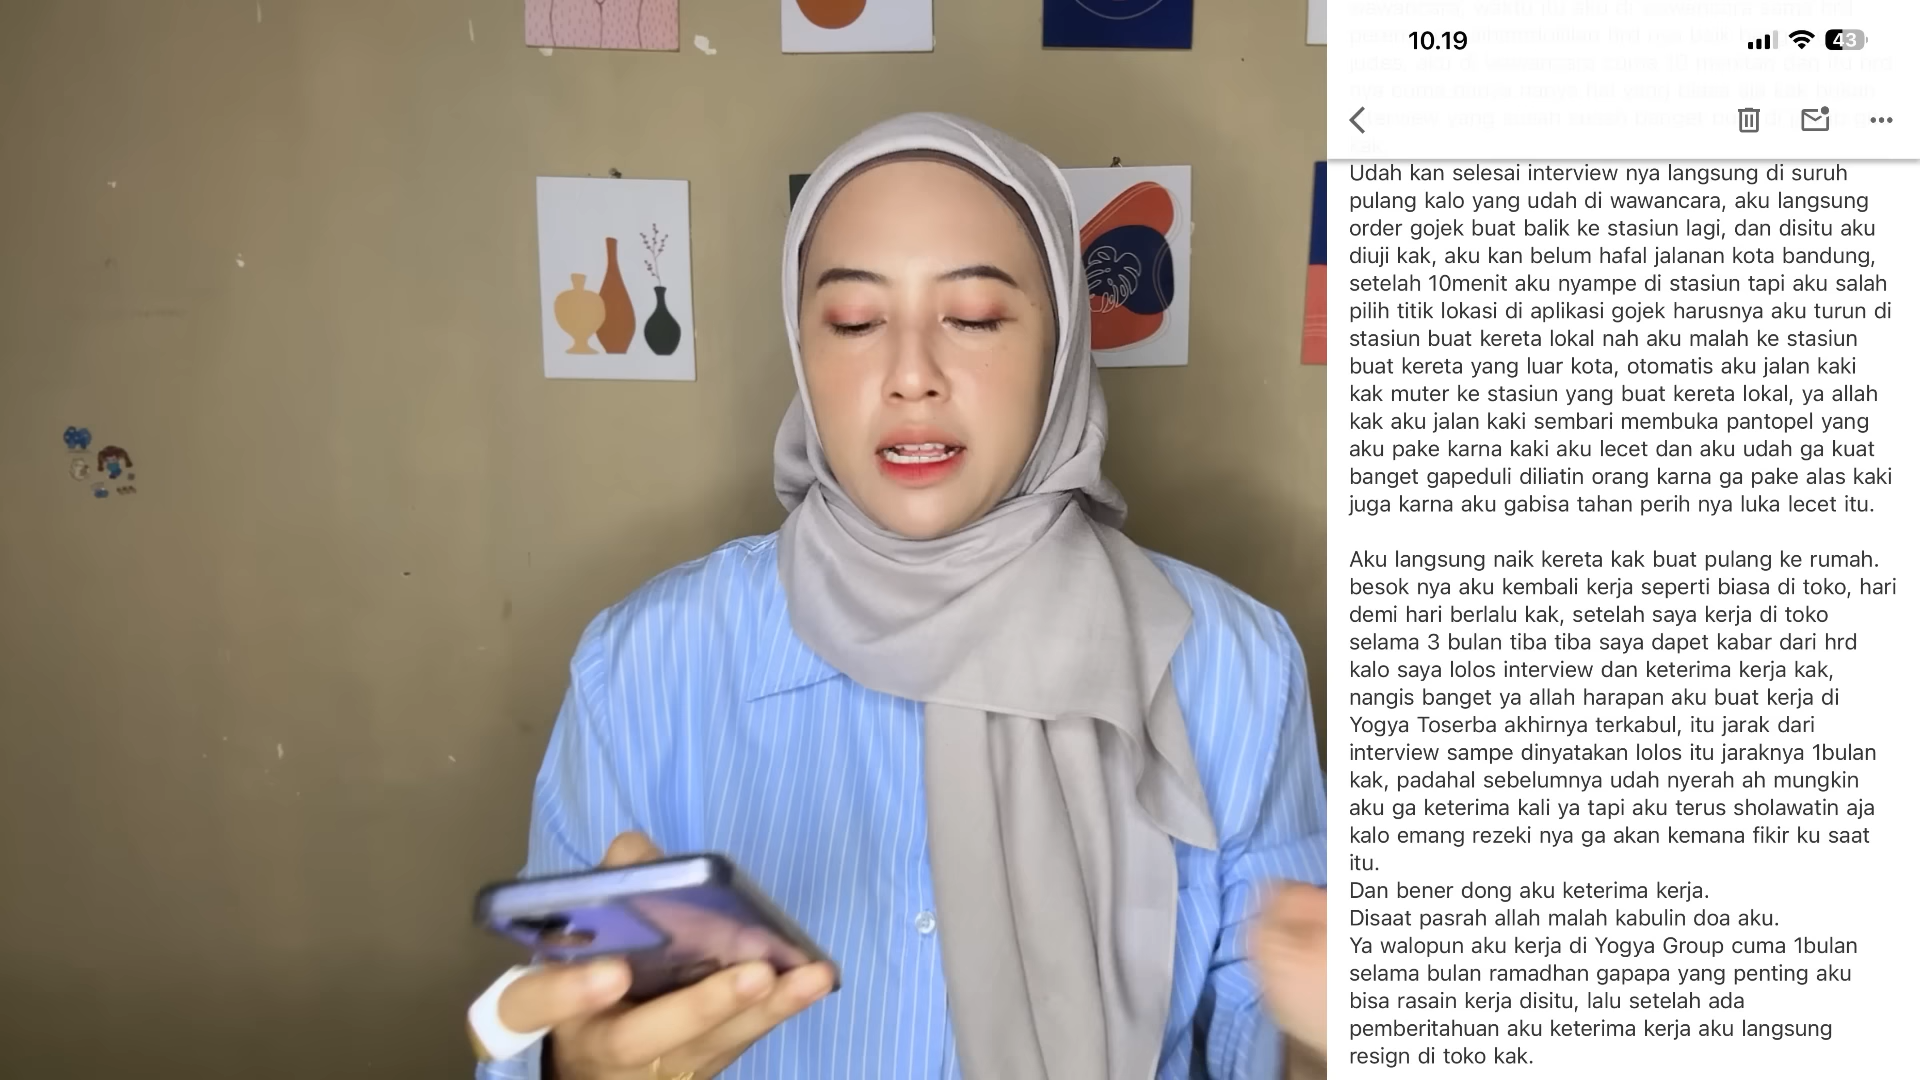 10.19
43
Udah kan selesai interview nya langsung di suruh
pulang kalo yang udah di wawancara, aku langsung
order gojek buat balik ke stasiun lagi, dan disitu aku
diuji kak, aku kan belum hafal jalanan kota bandung,
setelah 10menit aku nyampe di stasiun tapi aku salah
pilih titik lokasi di aplikasi gojek harusnya aku turun di
stasiun buat kereta lokal nah aku malah ke stasiun
buat kereta yang luar kota, otomatis aku jalan kaki
kak muter ke stasiun yang buat kereta lokal, ya allah
kak aku jalan kaki sembari membuka pantopel yang
aku pake karna kaki aku lecet dan aku udah ga kuat
banget gapeduli diliatin orang karna ga pake alas kaki
juga karna aku gabisa tahan perih nya luka lecet itu.
Aku langsung naik kereta kak buat pulang ke rumah.
besok nya aku kembali kerja seperti biasa di toko, hari
demi hari berlalu kak, setelah saya kerja di toko
selama 3 bulan tiba tiba saya dapet kabar dari hrd
kalo saya lolos interview dan keterima kerja kak,
nangis banget ya allah harapan aku buat kerja di
Yogya Toserba akhirnya terkabul, itu jarak dari
interview sampe dinyatakan lolos itu jaraknya 1bulan
kak, padahal sebelumnya udah nyerah ah mungkin
aku ga keterima kali ya tapi aku terus sholawatin aja
kalo emang rezeki nya ga akan kemana fikir ku saat
itu.
Dan bener dong aku keterima kerja.
Disaat pasrah allah malah kabulin doa aku.
Ya walopun aku kerja di Yogya Group cuma 1bulan
selama bulan ramadhan gapapa yang penting aku
bisa rasain kerja disitu, lalu setelah ada
pemberitahuan aku keterima kerja aku langsung
resign di toko kak.